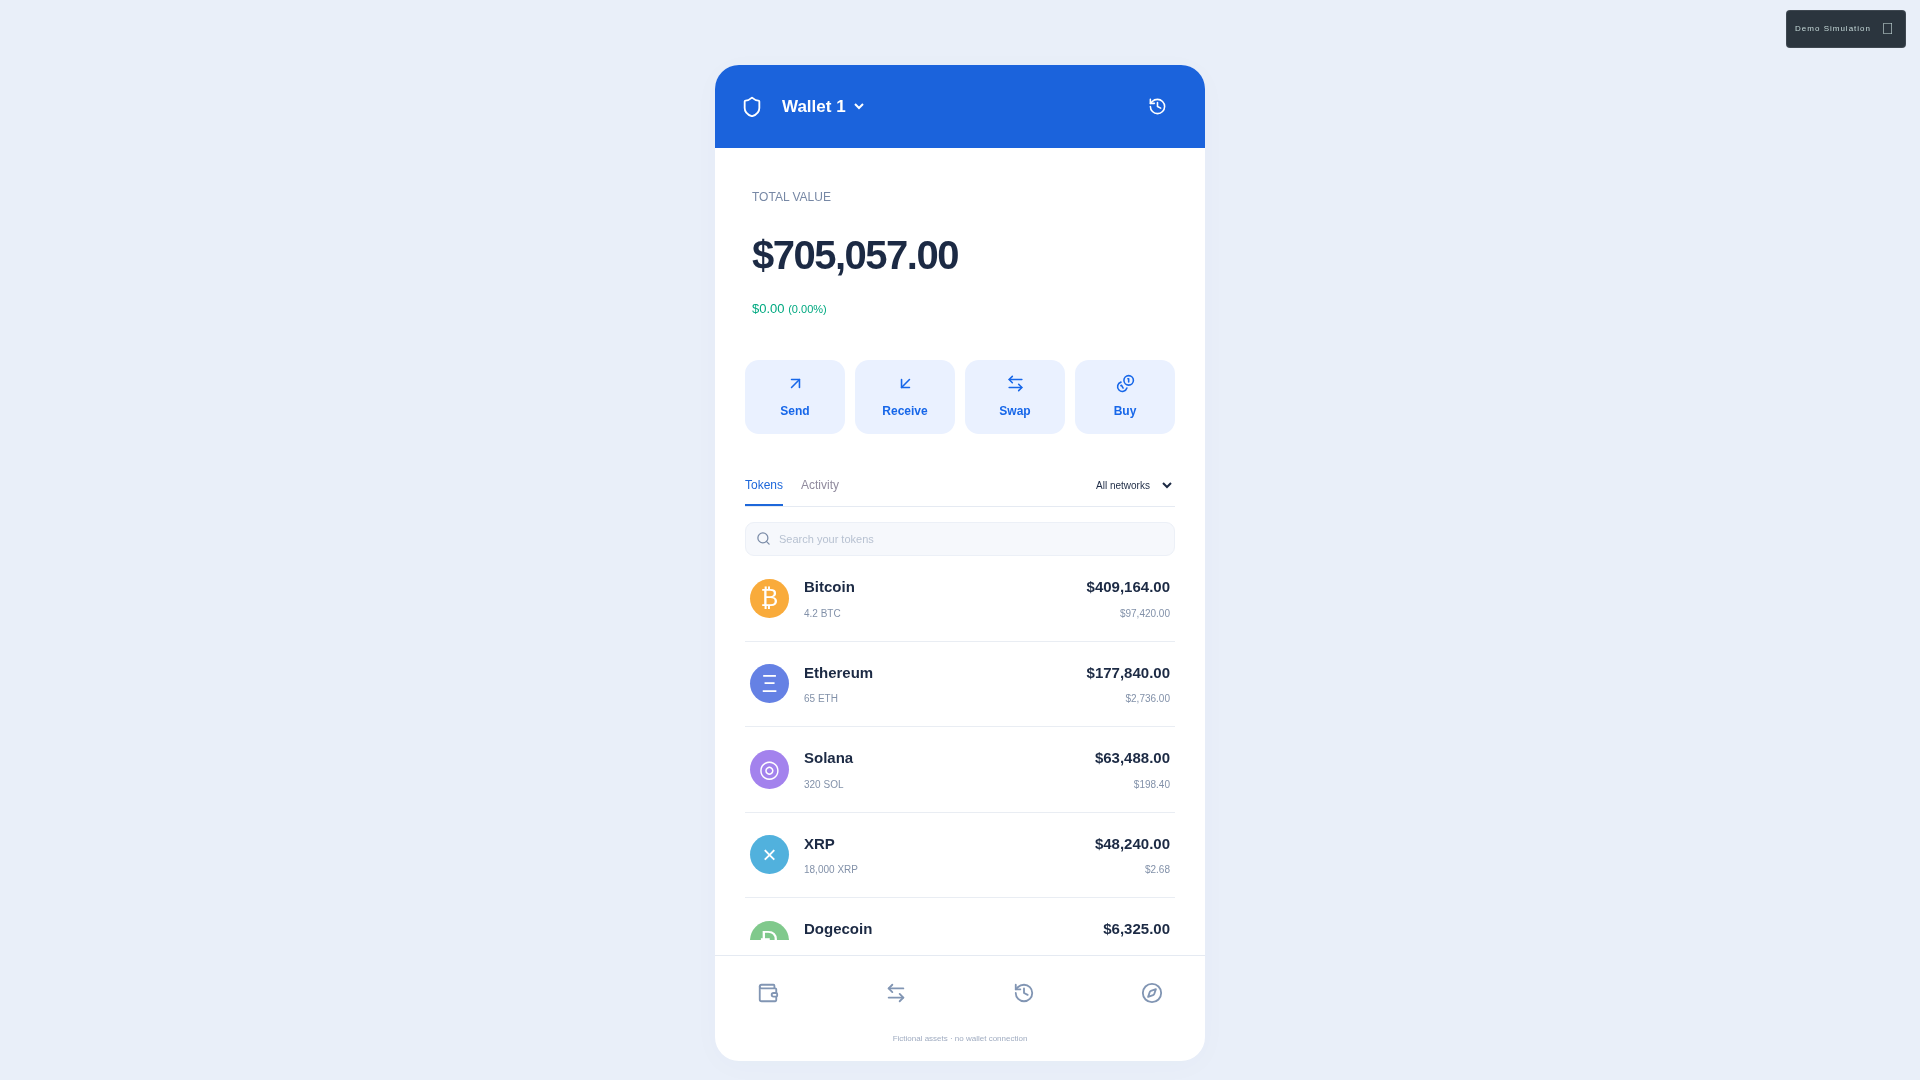 Demo Simulation
Wallet 1
TOTAL VALUE
$705,057.00
$0.00 (0.00%)
Send Receive Swap Buy
Tokens Activity All networks
Search your tokens
Bitcoin $409,164.00
4.2 BTC $97,420.00
Ethereum $177,840.00
65 ETH $2,736.00
Solana $63,488.00
320 SOL $198.40
XRP $48,240.00
18,000 XRP $2.68
Dogecoin $6,325.00
Fictional assets · no wallet connection